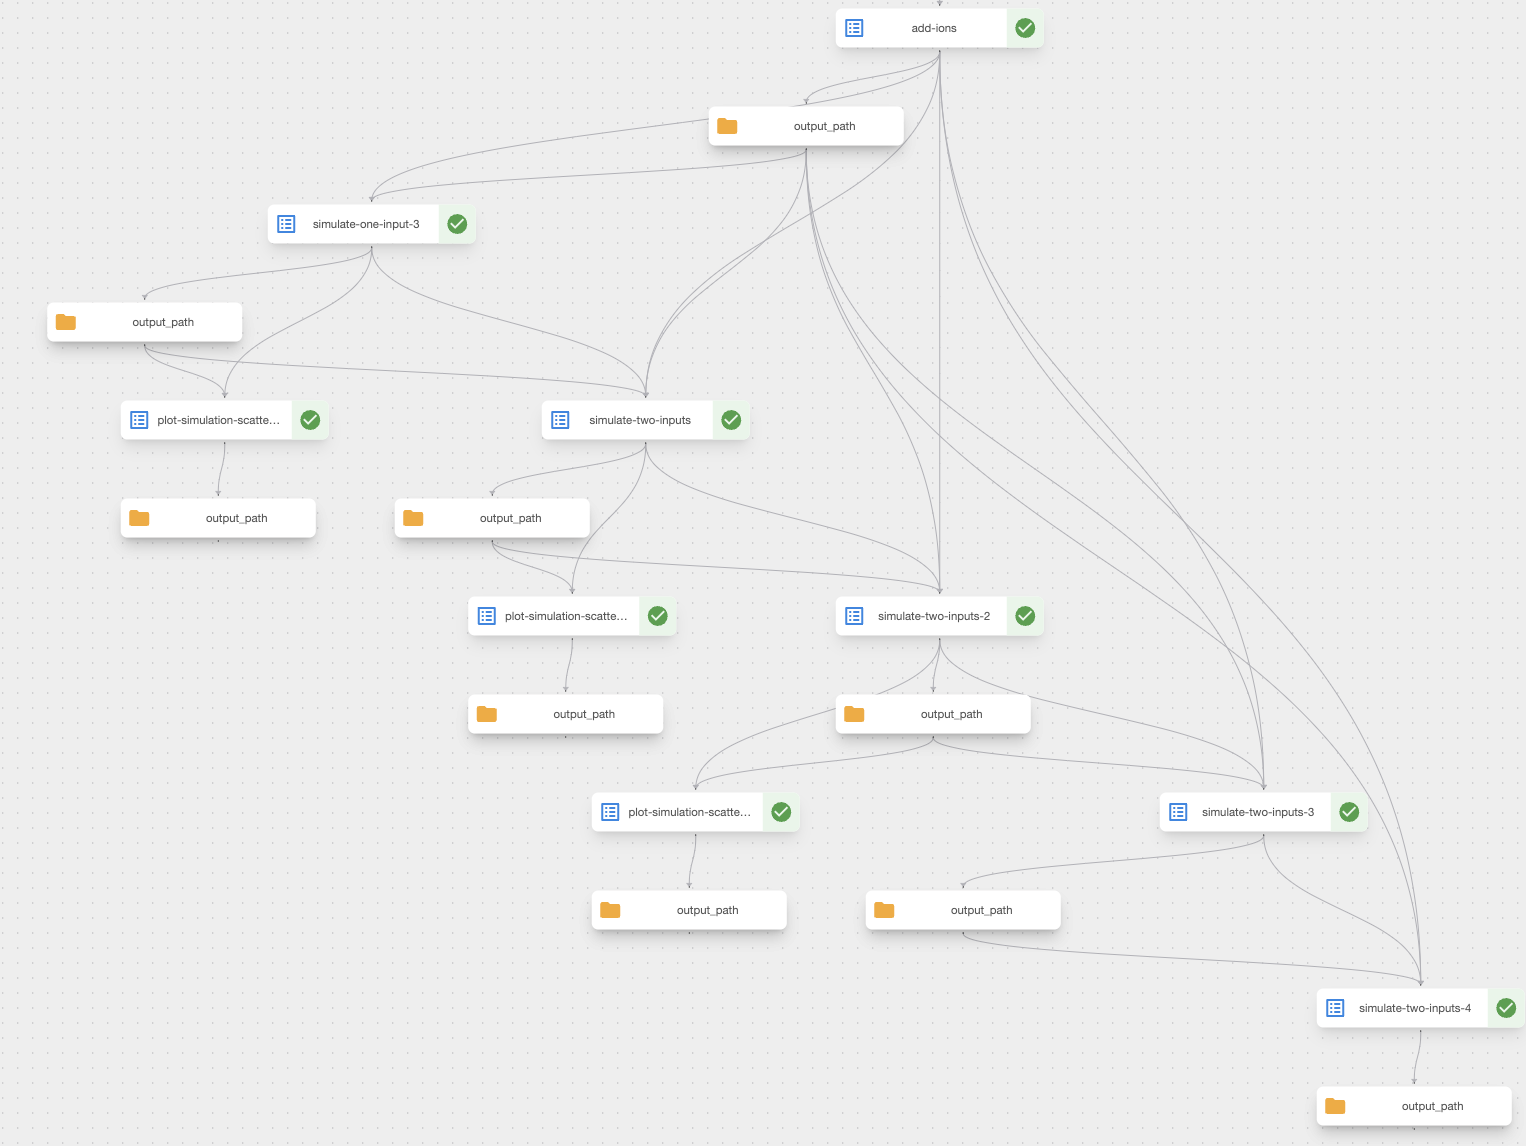 add-ions
output_path
simulate-one-input-3
output_path
plot-simulation-scatte...
simulate-two-inputs
output_path
output_path
plot-simulation-scatte...
simulate-two-inputs-2
output_path
output_path
plot-simulation-scatte...
simulate-two-inputs-3
output_path
output_path
simulate-two-inputs-4
output_path